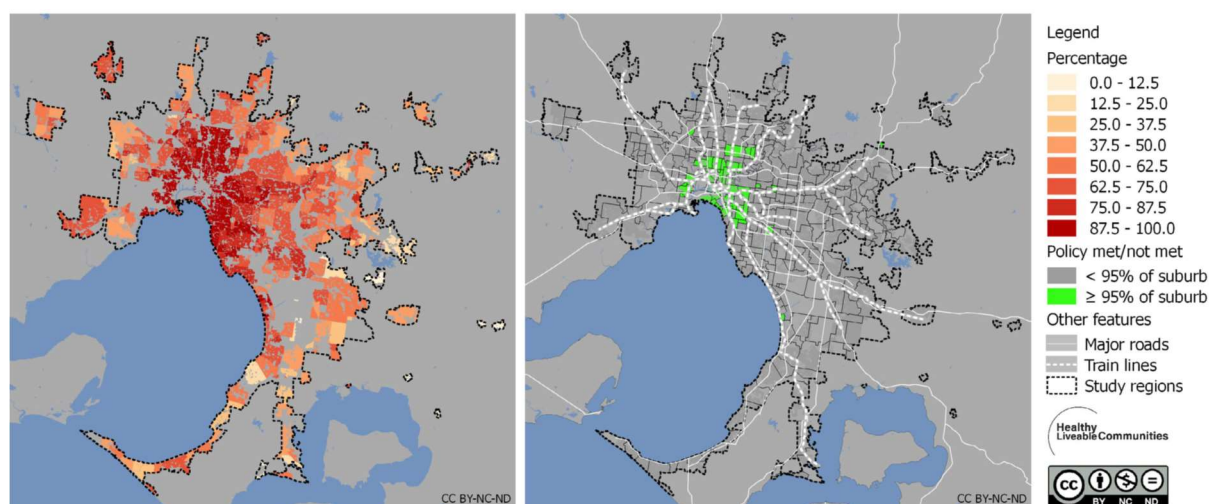 Legend
Percentage
0.0 - 12.5
12.5 - 25.0
25.0 - 37.5
37.5 - 50.0
50.0 - 62.5
62.5 - 75.0
75.0 - 87.5
87.5 - 100.0
Policy met/not met
< 95% of suburb
≥ 95% of suburb
Other features
Major roads
Train lines
Study regions
Healthy
Liveable Communities
CC BY-NC-ND
CC BY-NC-ND
cc
BY NC ND